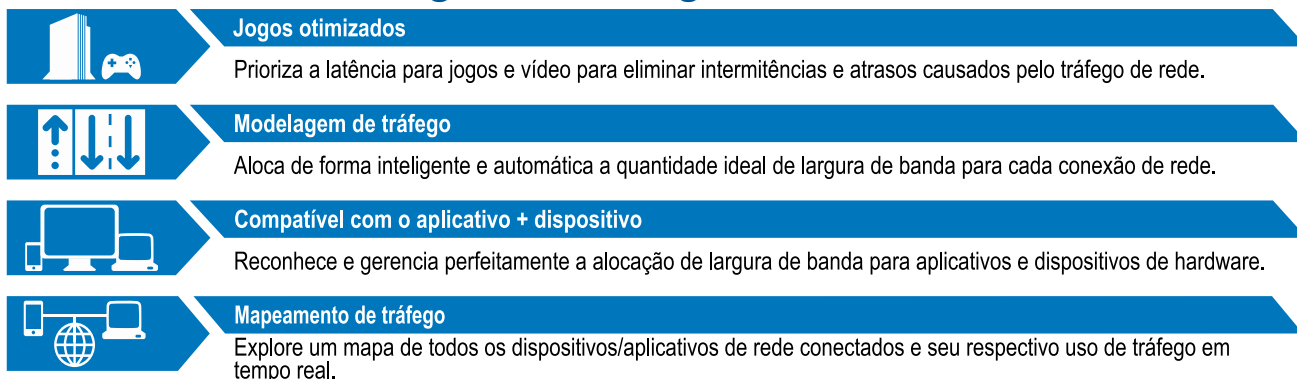 Jogos otimizados
Prioriza a latência para jogos e vídeo para eliminar intermitências e atrasos causados pelo tráfego de rede.
Modelagem de tráfego
Aloca de forma inteligente e automática a quantidade ideal de largura de banda para cada conexão de rede.
Compatível com o aplicativo + dispositivo
Reconhece e gerencia perfeitamente a alocação de largura de banda para aplicativos e dispositivos de hardware.
Mapeamento de tráfego
Explore um mapa de todos os dispositivos/aplicativos de rede conectados e seu respectivo uso de tráfego em
tempo real.